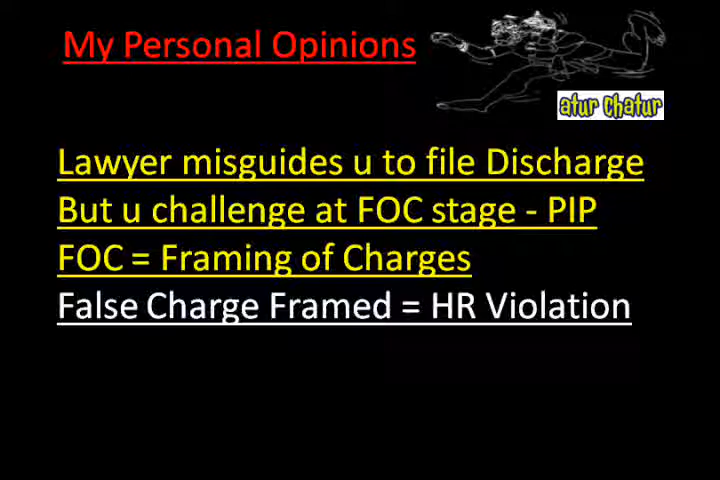 My Personal Opinions
atur chatur
Lawyer misguides u to file Discharge
But u challenge at FOC stage - PIP
FOC = Framing of Charges
False Charge Framed = HR Violation